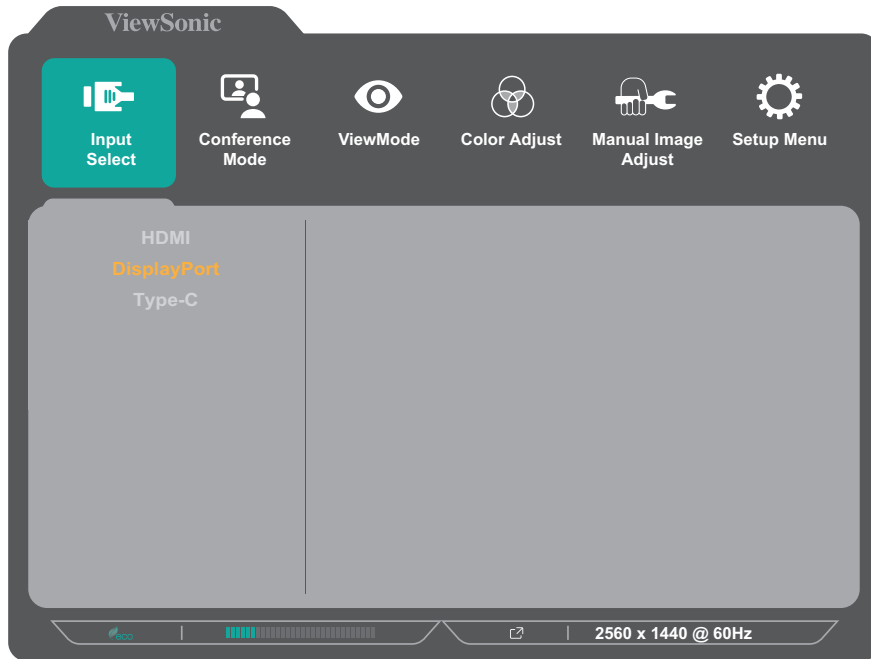 ViewSonic
Input
Select
Conference
Mode
ViewMode
Color Adjust
Manual Image
Adjust
Setup Menu
HDMI
DisplayPort
Type-C
eco
2560 x 1440 @ 60Hz